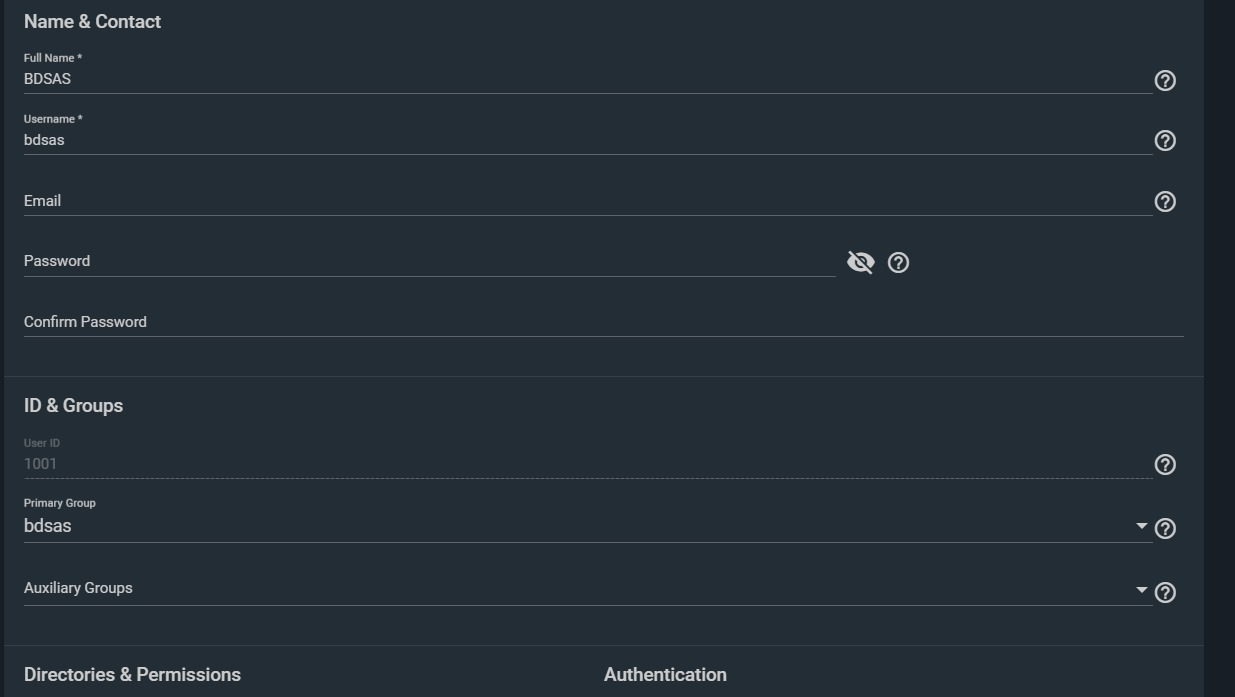 Name & Contact
Full Name *
BDSAS
Username *
bdsas
Email
Password
Confirm Password
ID & Groups
User ID
1001
Primary Group
bdsas
Auxiliary Groups
Directories & Permissions
Authentication